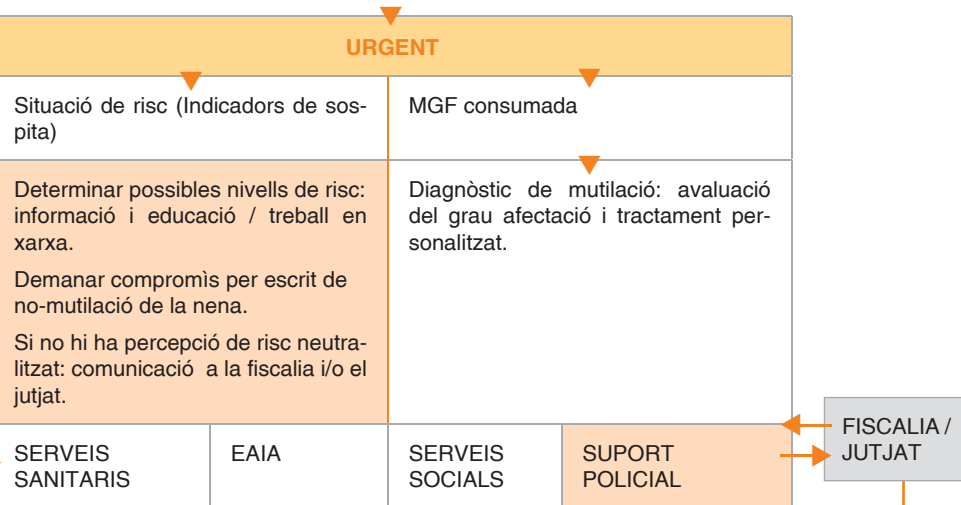 URGENT
Situació de risc (Indicadors de sos-
pita)
MGF consumada
Determinar possibles nivells de risc:
informació i educació / treball en
xarxa.
Demanar compromìs per escrit de
no-mutilació de la nena.
Si no hi ha percepció de risc neutra-
litzat: comunicació a la fiscalia i/o el
jutjat.
Diagnòstic de mutilació: avaluació
del grau afectació i tractament per-
sonalitzat.
SERVEIS
SANITARIS
EAIA
SERVEIS
SOCIALS
SUPORT
POLICIAL
FISCALIA /
JUTJAT